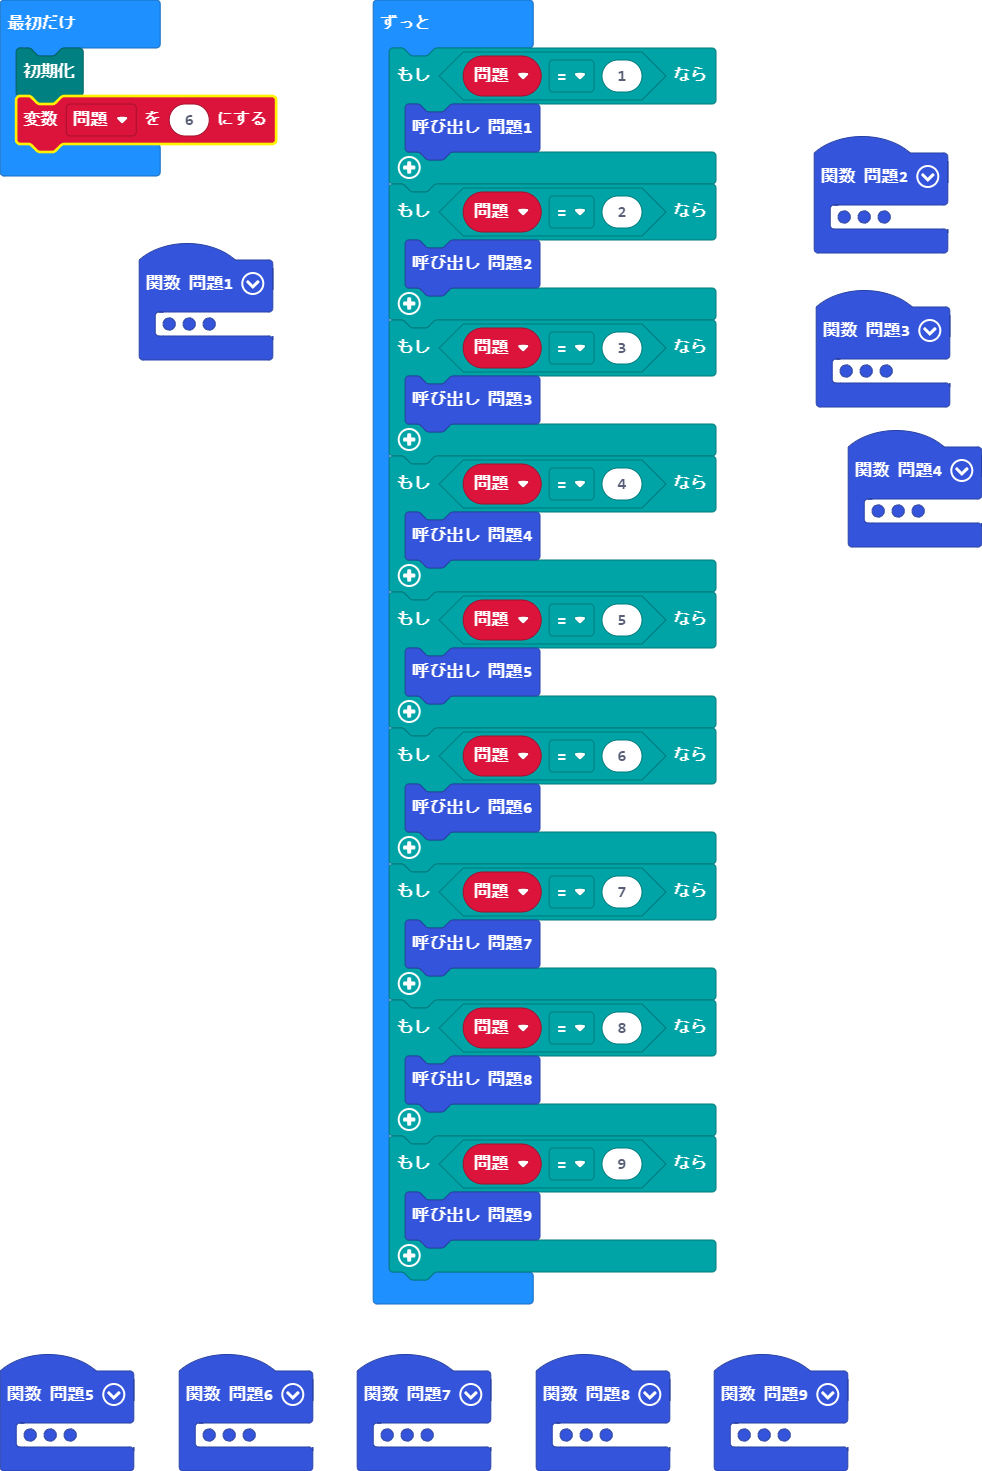 最初だけ
初期化
変数 問題 を 6 にする
関数 問題1
ずっと
もし 問題 = 1 なら
呼び出し 問題1
もし 問題 = 2 なら
呼び出し 問題2
もし 問題 = 3 なら
呼び出し 問題3
もし 問題 = 4 なら
呼び出し 問題4
もし 問題 = 5 なら
呼び出し 問題5
もし 問題 = 6 なら
呼び出し 問題6
もし 問題 = 7 なら
呼び出し 問題7
もし 問題 = 8 なら
呼び出し 問題8
もし 問題 = 9 なら
呼び出し 問題9
関数 問題2
関数 問題3
関数 問題4
関数 問題5
関数 問題6
関数 問題7
関数 問題8
関数 問題9